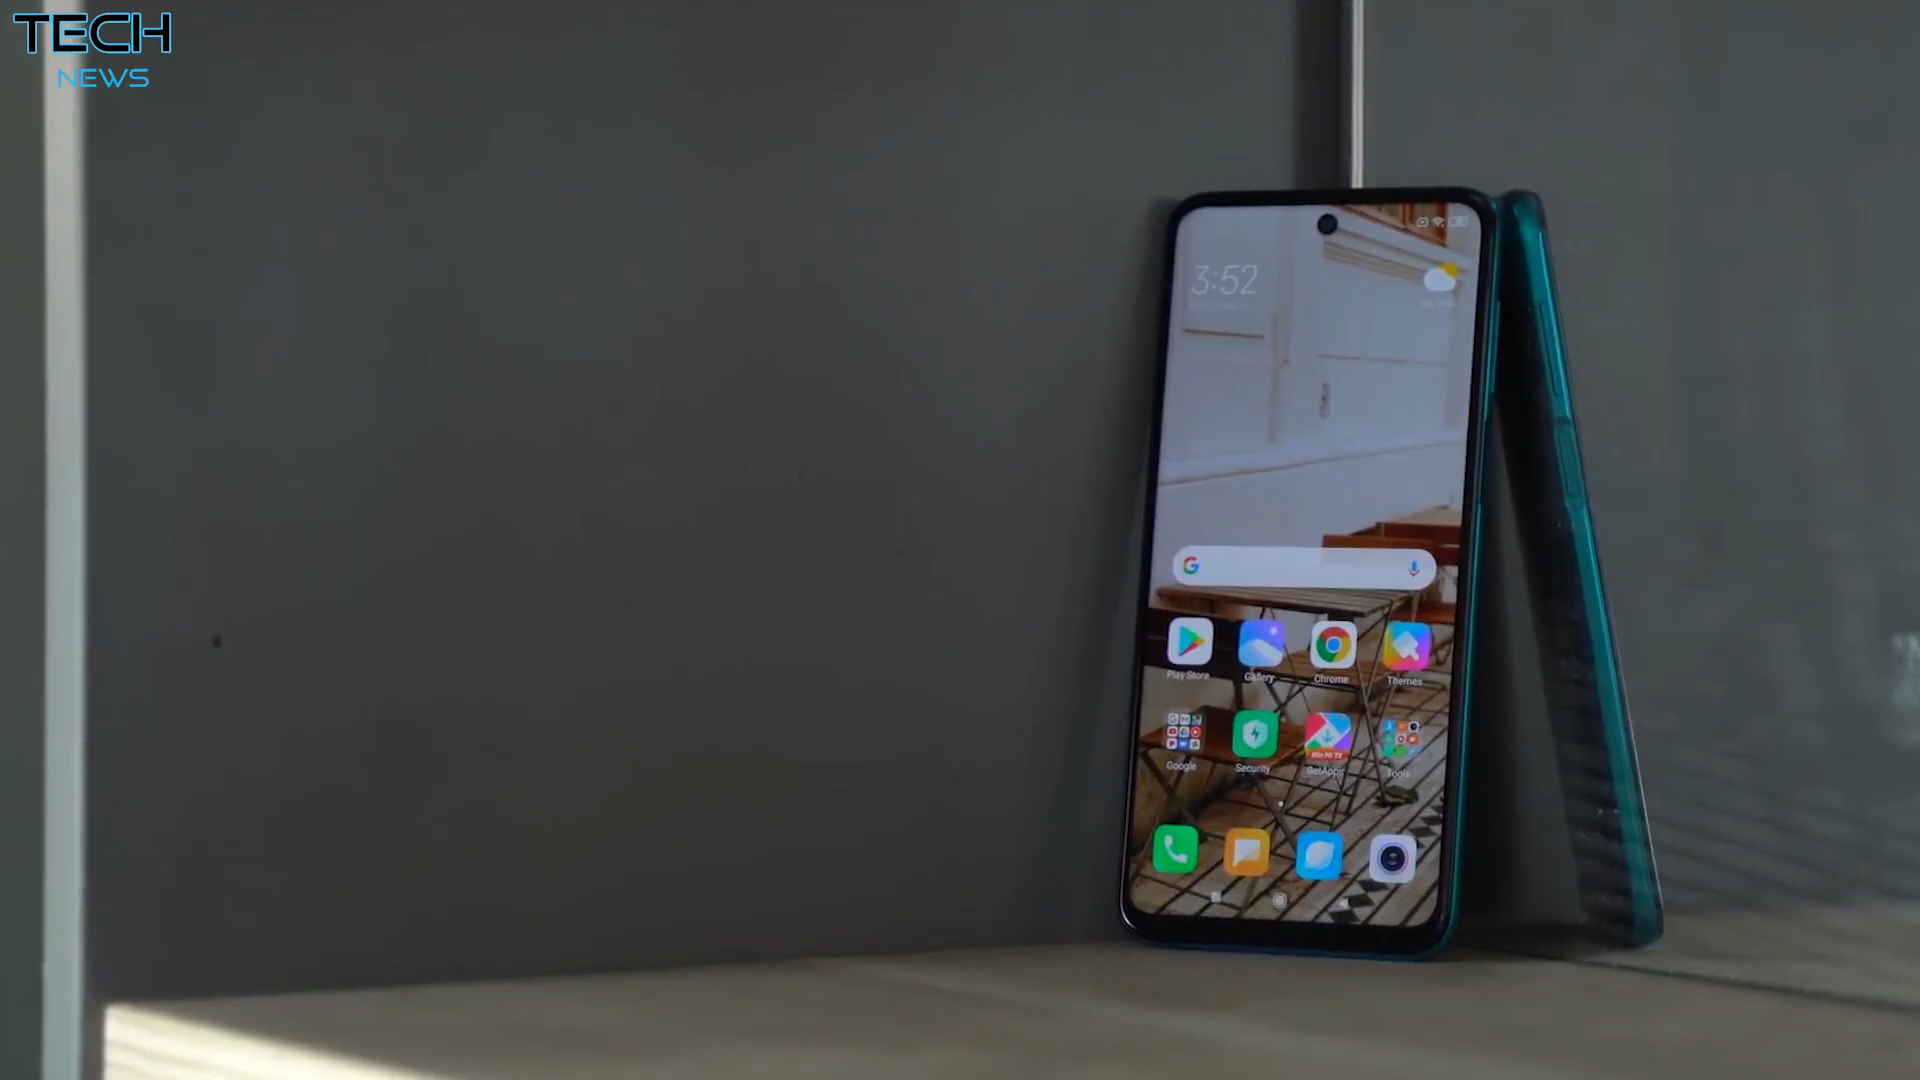 TECH
NEWS
3:52
Play Store
Gallery
Chrome
Themes
Google
Security
GetApps
Tools